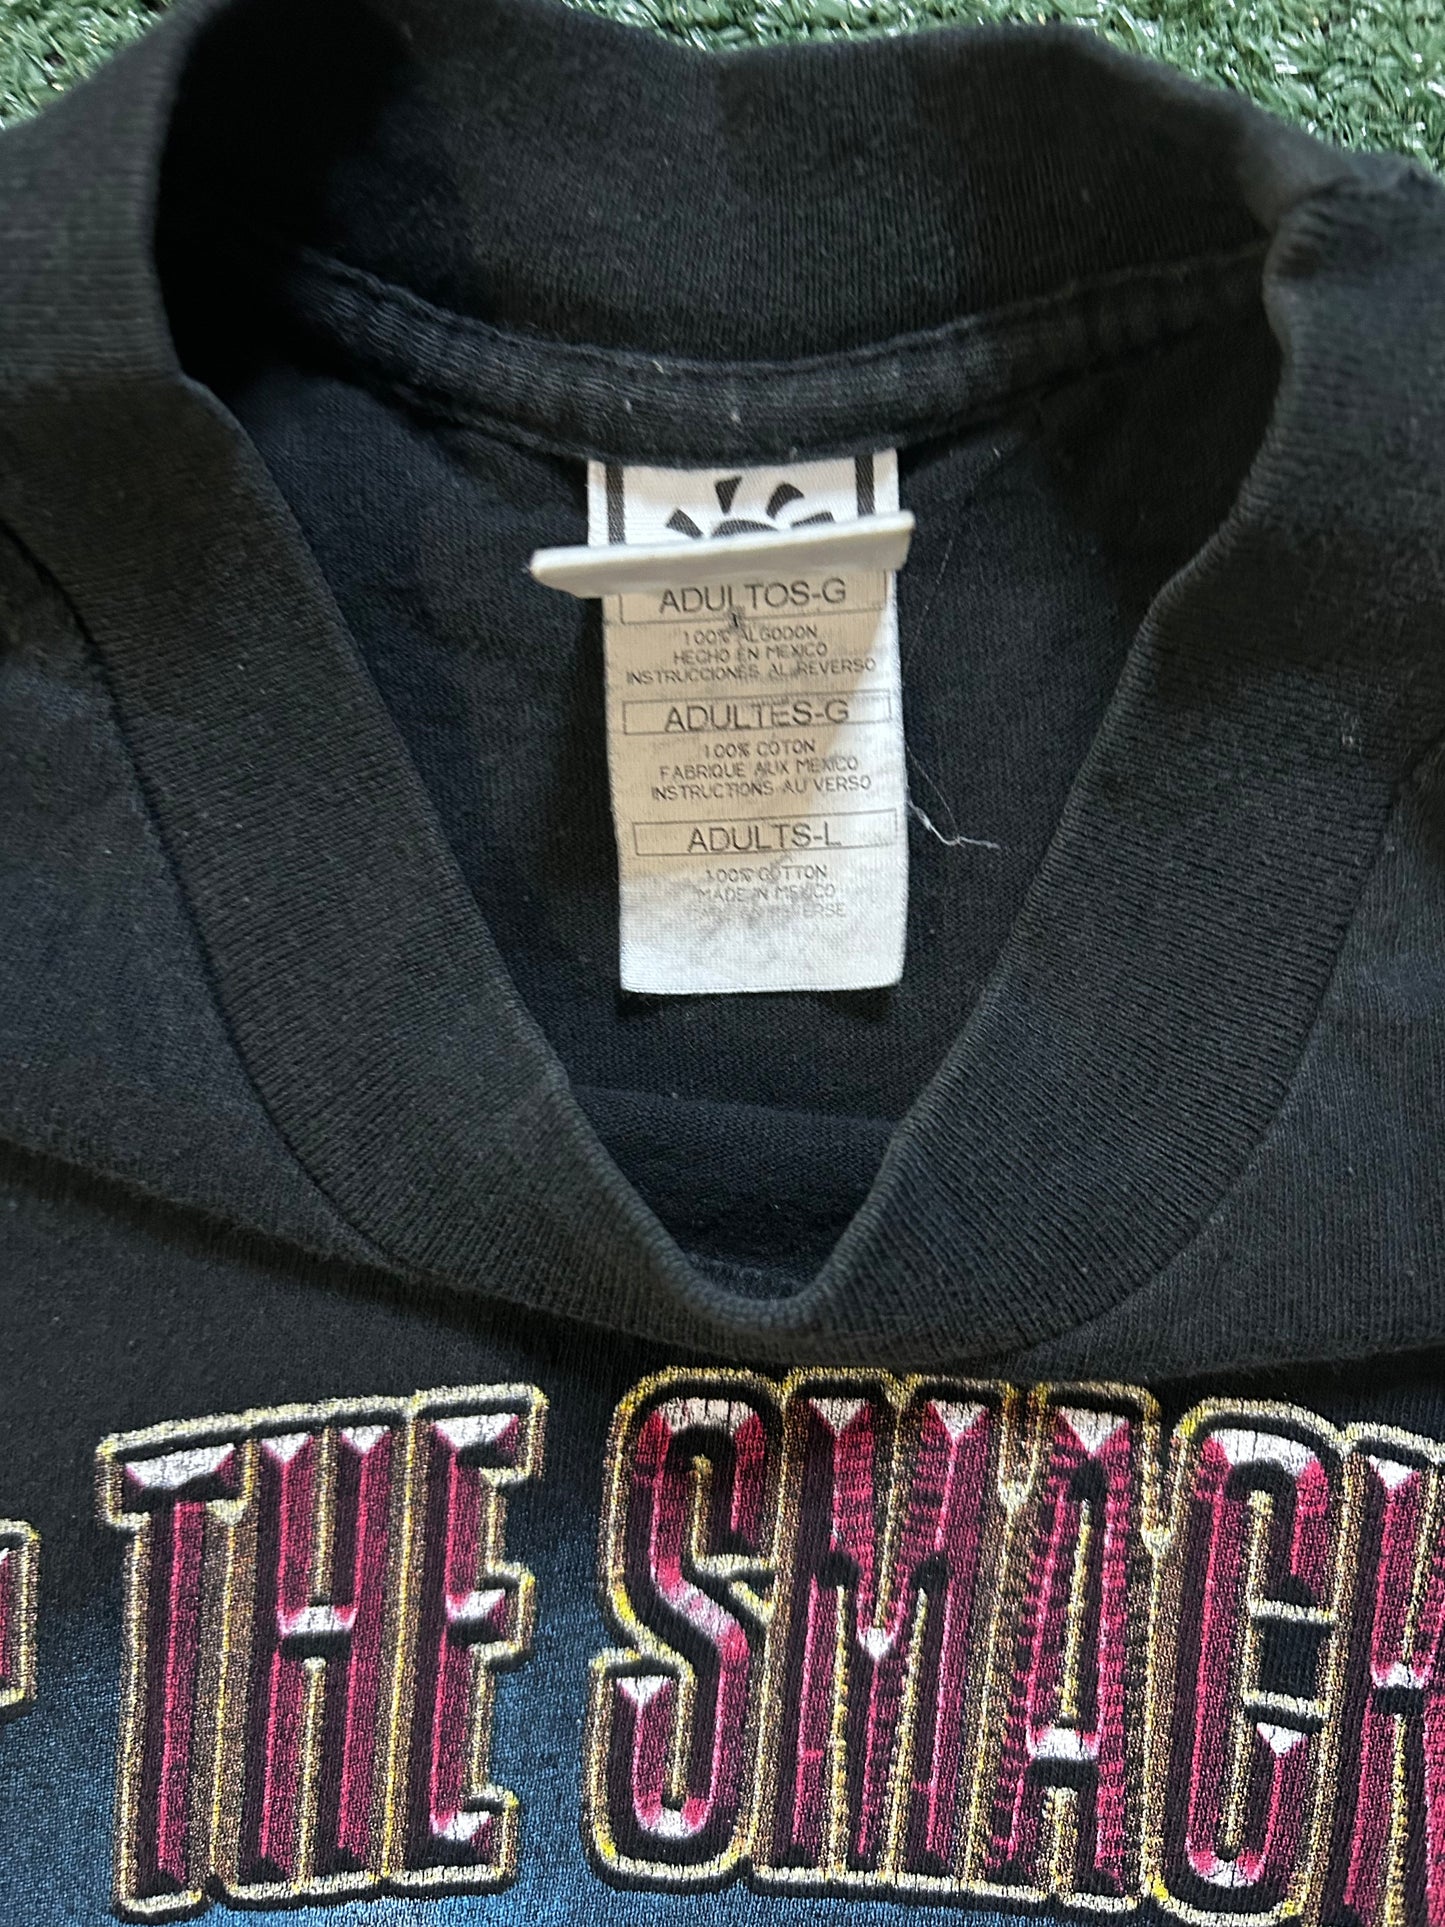 ADULTOS-G
100% ALGODON
HECHO EN MEXICO
INSTRUCCIONES AL REVERSO
ADULTES-G
100% COTON
FABRIQUE AUX MEXICO
INSTRUCTIONS AU VERSO
ADULTS-L
100% COTTON
MADE IN MEXICO
THE SMACK